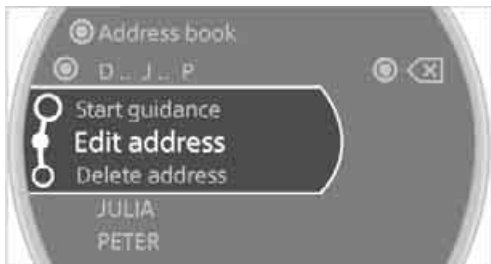 Address book
D .. J .. P
Start guidance
Edit address
Delete address
JULIA
PETER